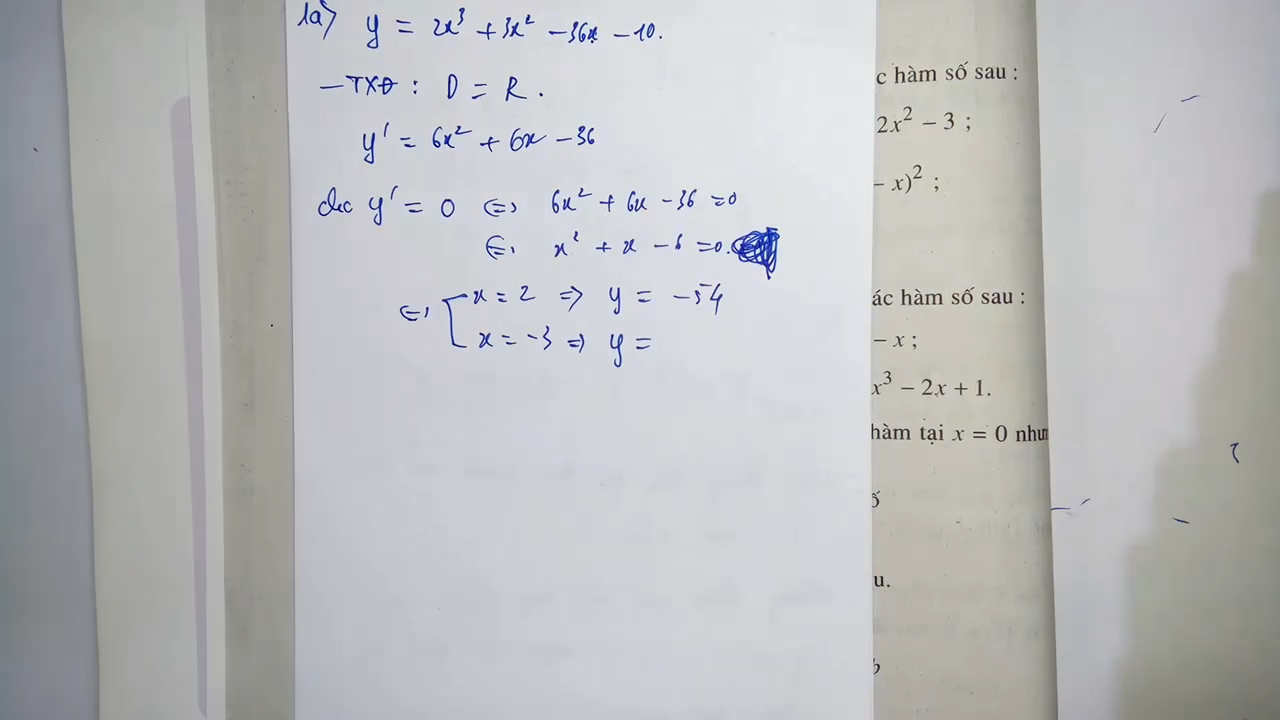 1a) y = 2x³ + 3x² - 36x - 10.
- TXĐ : D = R.
y' = 6x² + 6x - 36
cho y' = 0 ⇔ 6x² + 6x - 36 = 0
⇔ x² + x - 6 = 0.
⇔ [ x = 2 ⇒ y = -54
x = -3 ⇒ y =
c hàm số sau :
2x² - 3 ;
- x)² ;
ác hàm số sau :
- x ;
x³ - 2x + 1.
hàm tại x = 0 như
ố
u.